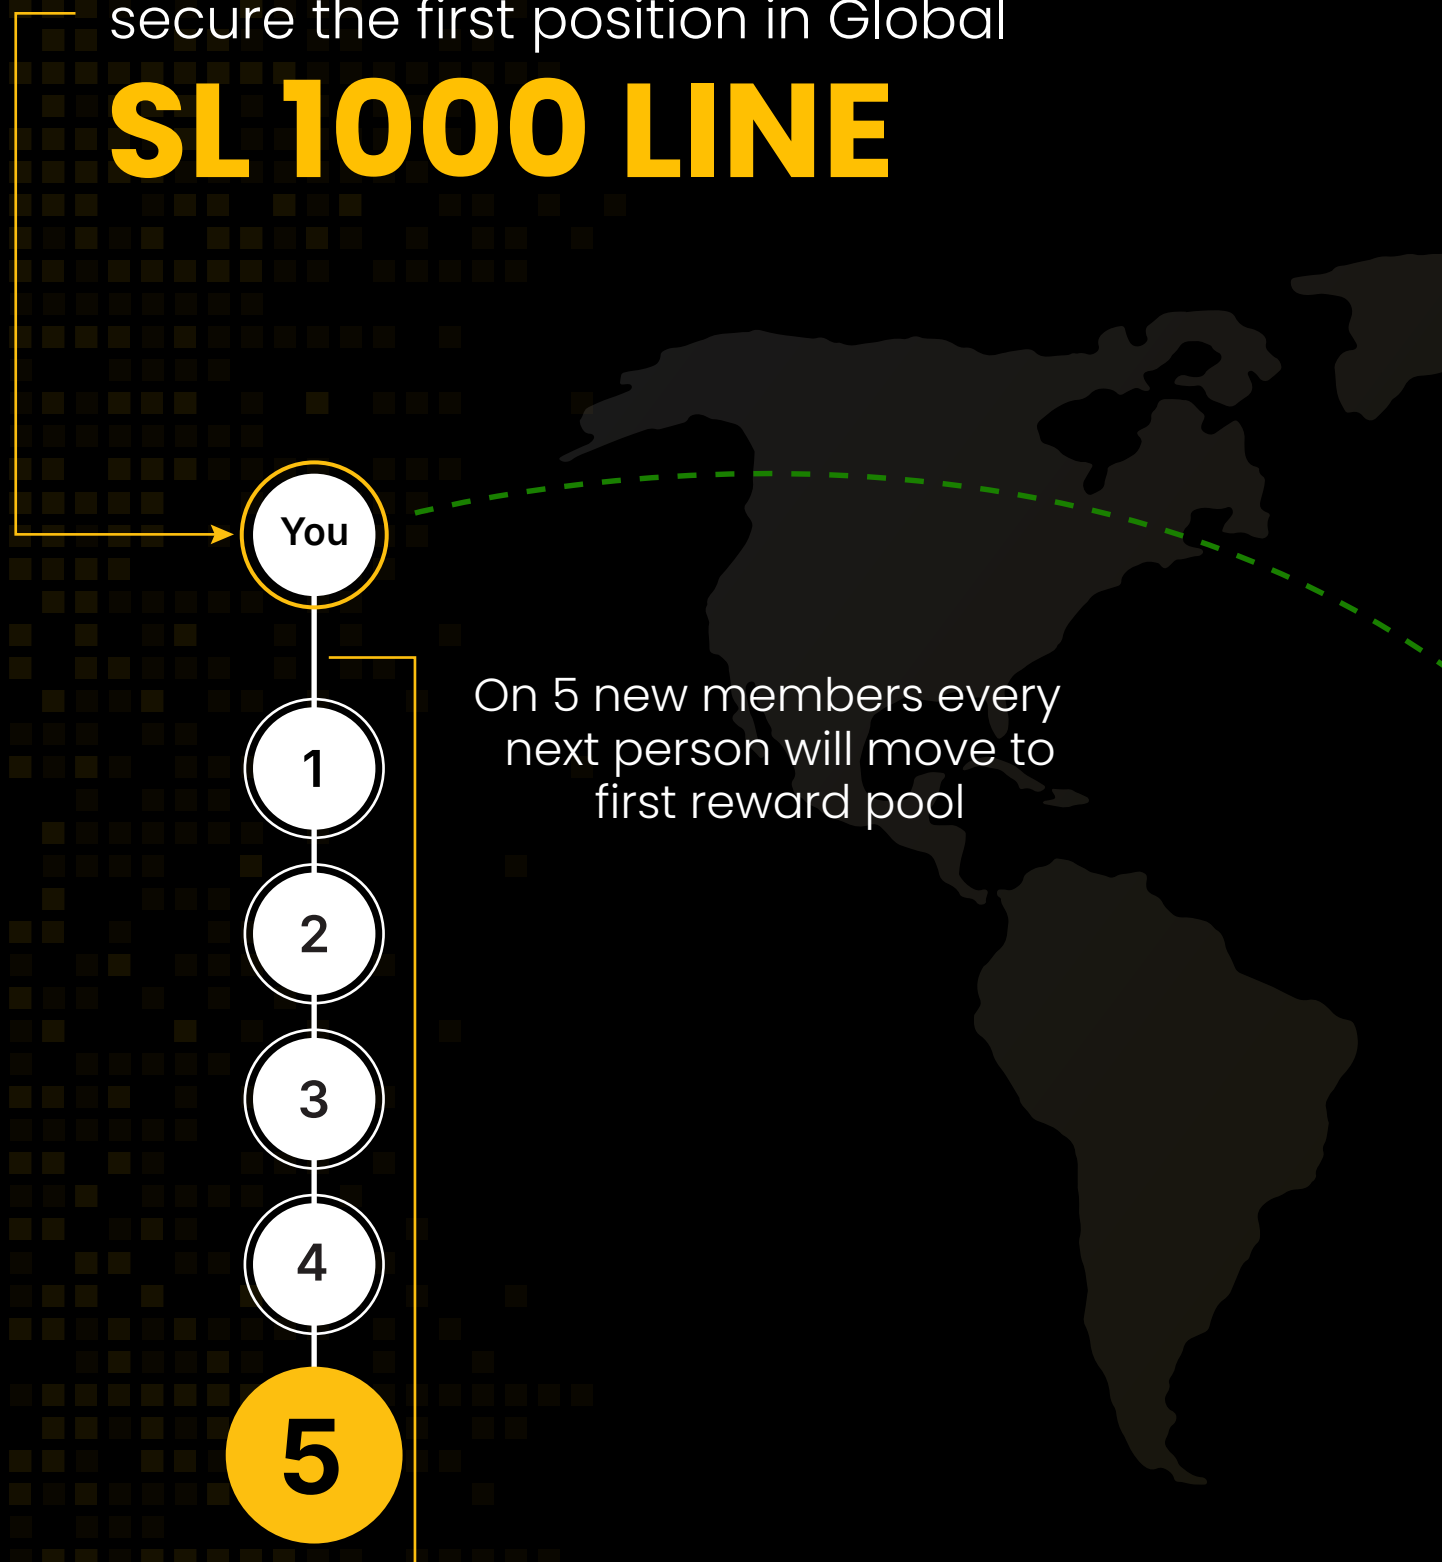 secure the first position in Global
SL 1000 LINE
You
On 5 new members every
next person will move to
first reward pool
1
2
3
4
5